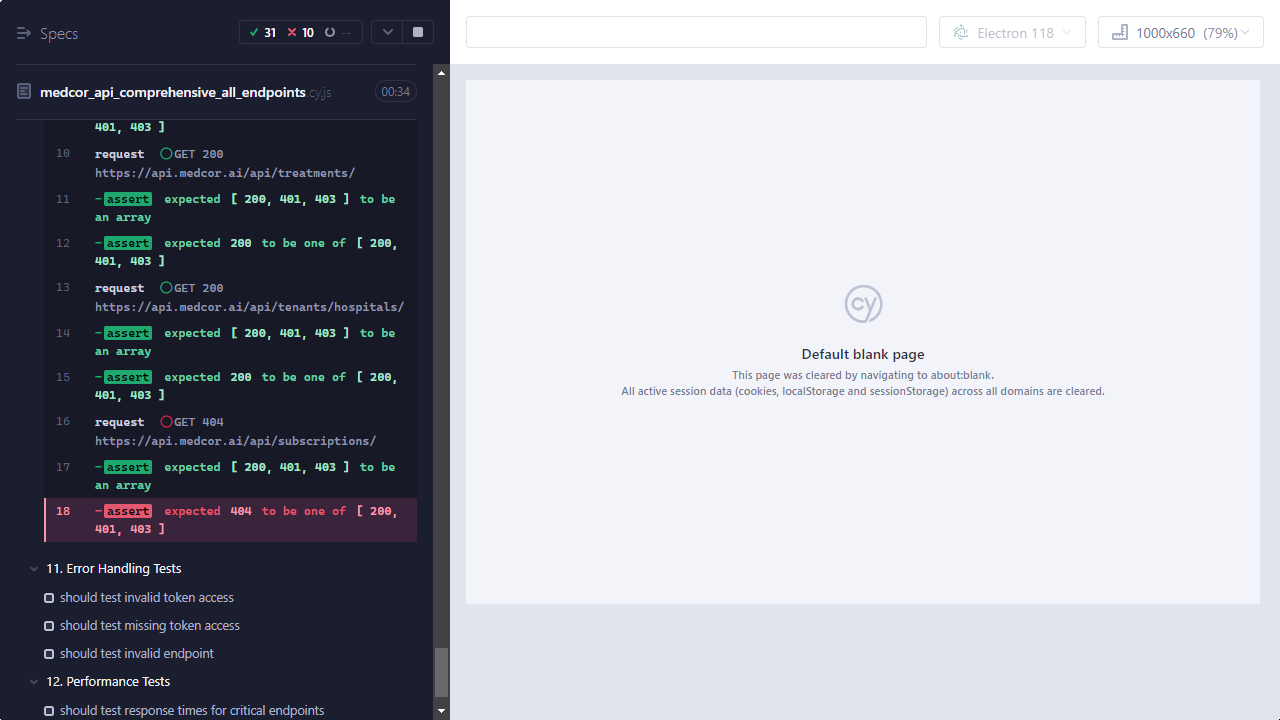 Specs
31
10
--
medcor_api_comprehensive_all_endpoints.cy.js
00:34
401, 403 ]
10 request GET 200
https://api.medcor.ai/api/treatments/
11 -assert expected [ 200, 401, 403 ] to be
an array
12 -assert expected 200 to be one of [ 200,
401, 403 ]
13 request GET 200
https://api.medcor.ai/api/tenants/hospitals/
14 -assert expected [ 200, 401, 403 ] to be
an array
15 -assert expected 200 to be one of [ 200,
401, 403 ]
16 request GET 404
https://api.medcor.ai/api/subscriptions/
17 -assert expected [ 200, 401, 403 ] to be
an array
18 -assert expected 404 to be one of [ 200,
401, 403 ]
11. Error Handling Tests
should test invalid token access
should test missing token access
should test invalid endpoint
12. Performance Tests
should test response times for critical endpoints
Electron 118
1000x660 (79%)
cy
Default blank page
This page was cleared by navigating to about:blank.
All active session data (cookies, localStorage and sessionStorage) across all domains are cleared.